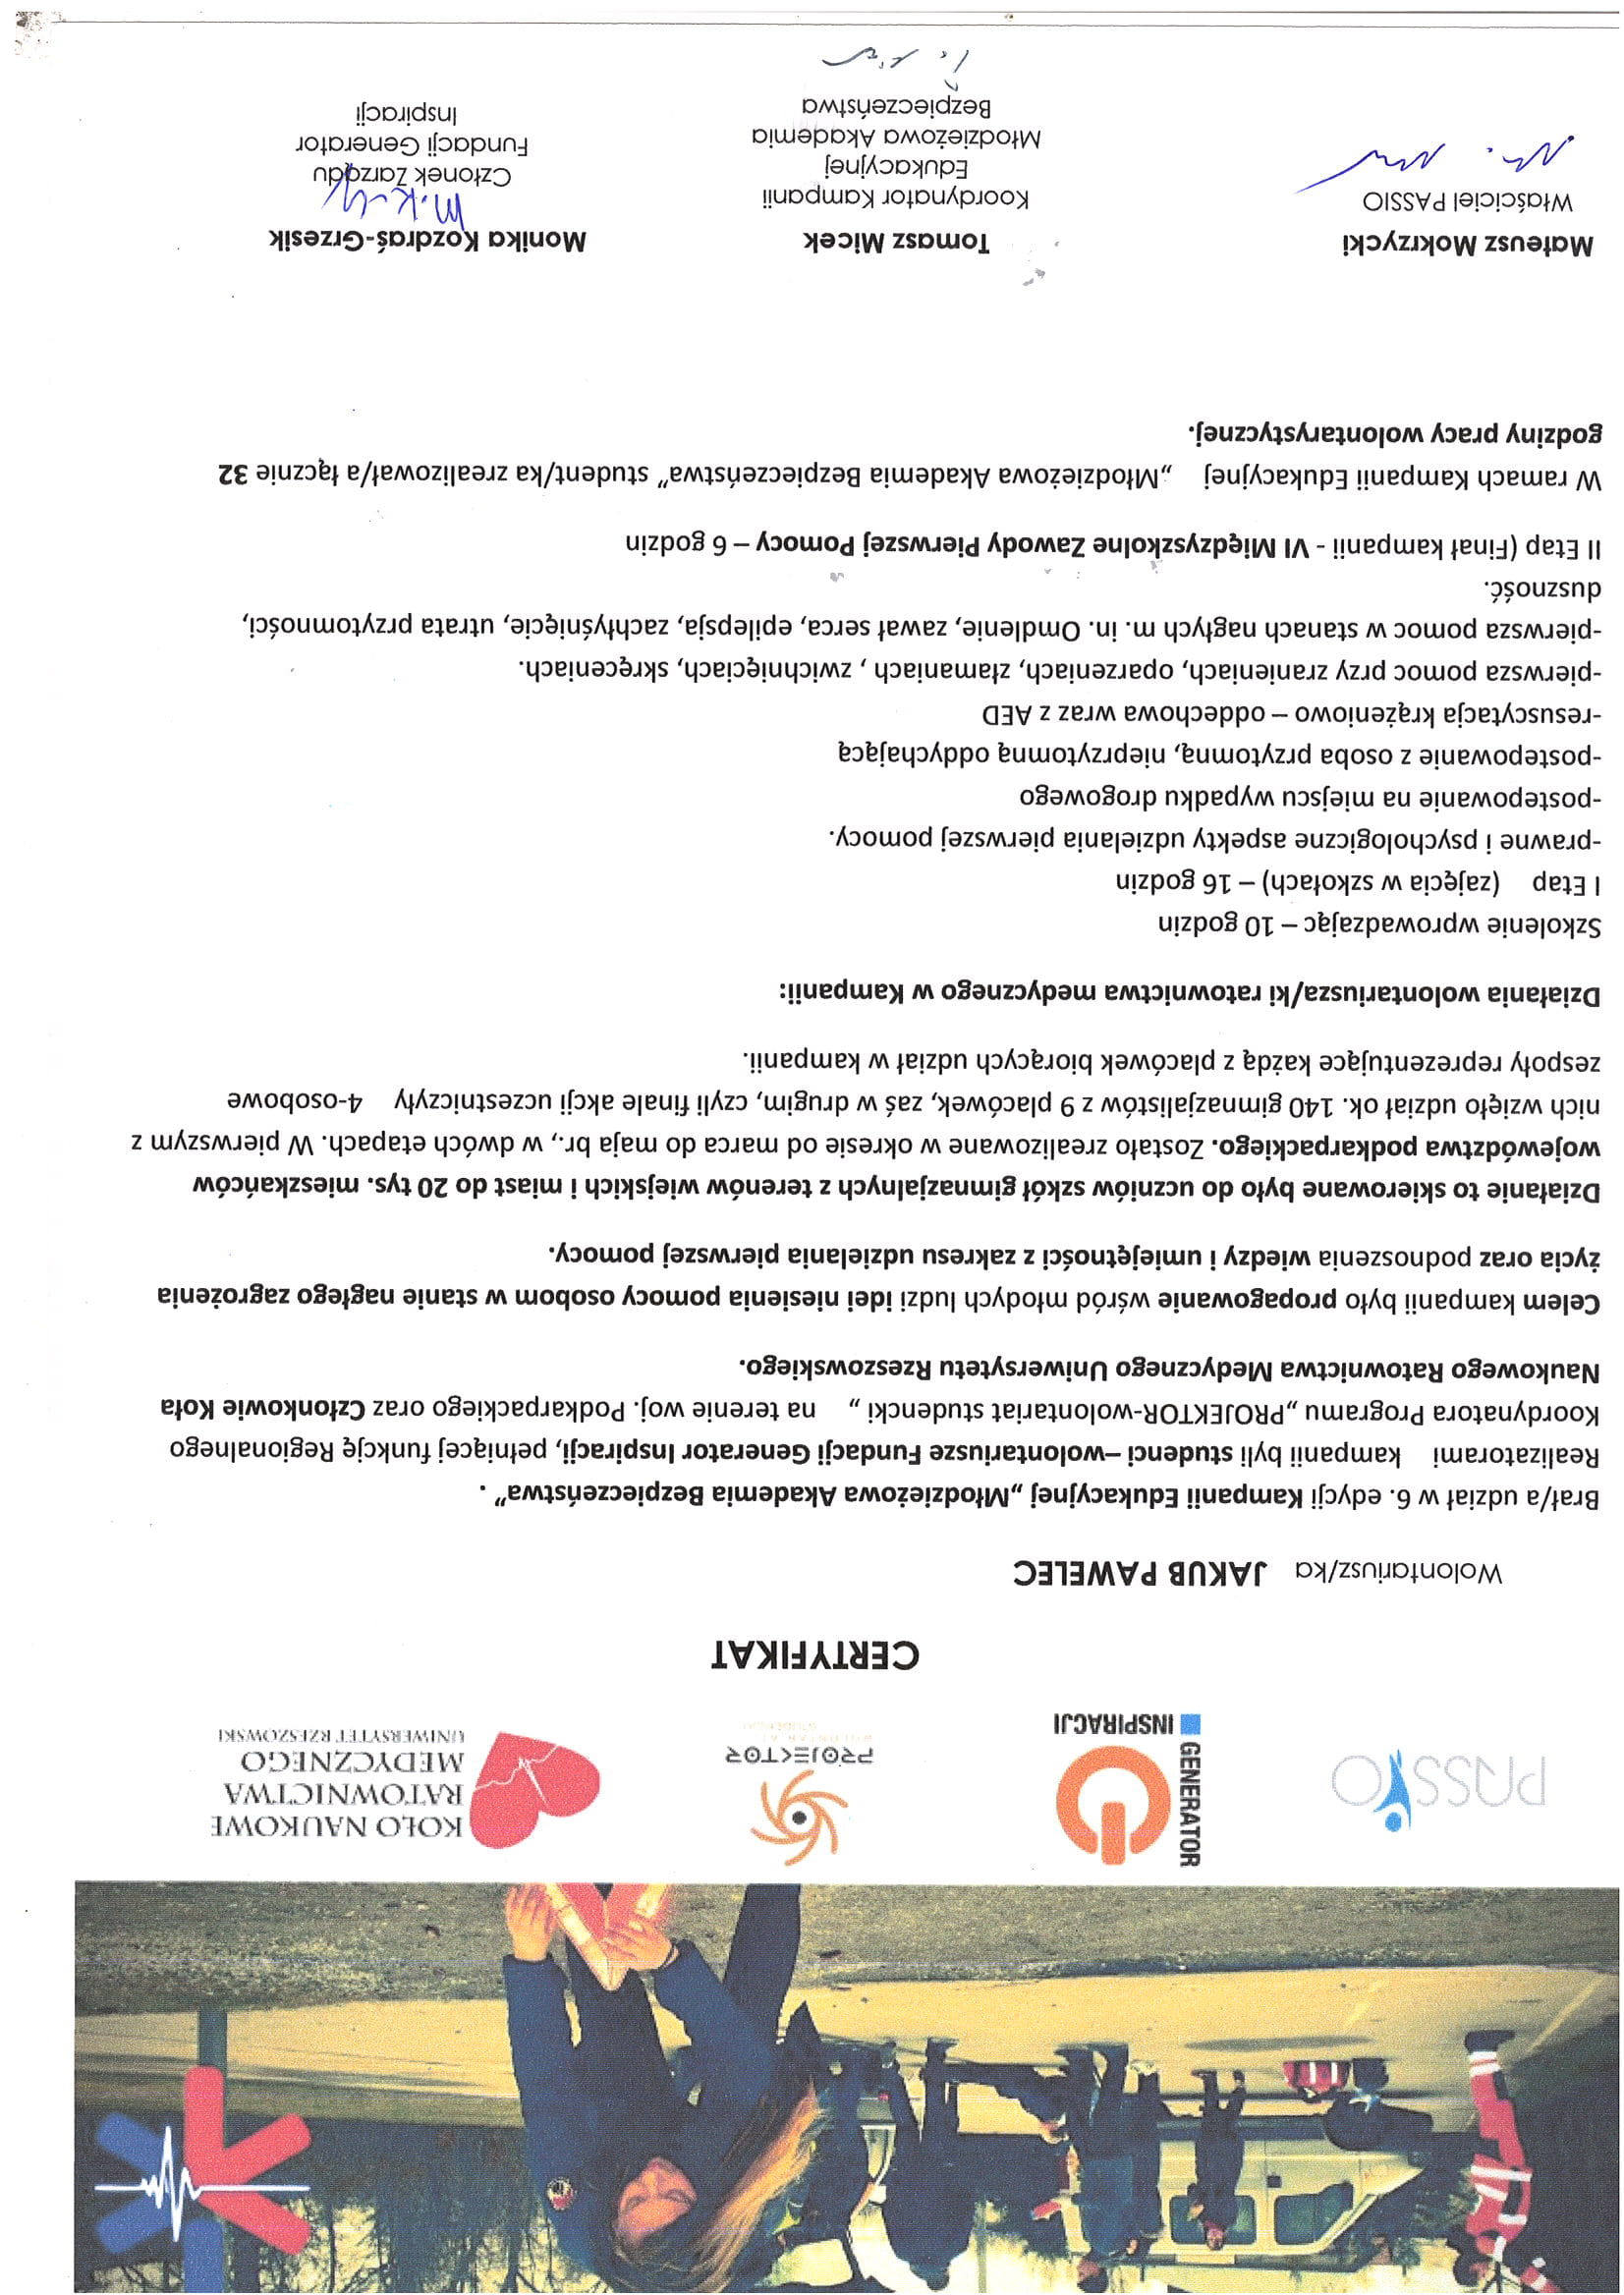 PASSIO
GENERATOR
INSPIRACJI
PROJEKTOR
WOLONTARIAT
STUDENCKI
KOŁO NAUKOWE
RATOWNICTWA
MEDYCZNEGO
UNIWERSYTET RZESZOWSKI
CERTYFIKAT
Wolontariusz/ka JAKUB PAWELEC
Brał/a udział w 6. edycji Kampanii Edukacyjnej „Młodzieżowa Akademia Bezpieczeństwa” .
Realizatorami kampanii byli studenci –wolontariusze Fundacji Generator Inspiracji, pełniącej funkcję Regionalnego
Koordynatora Programu „PROJEKTOR-wolontariat studencki „ na terenie woj. Podkarpackiego oraz Członkowie Koła
Naukowego Ratownictwa Medycznego Uniwersytetu Rzeszowskiego.
Celem kampanii było propagowanie wśród młodych ludzi idei niesienia pomocy osobom w stanie nagłego zagrożenia
życia oraz podnoszenia wiedzy i umiejętności z zakresu udzielania pierwszej pomocy.
Działanie to skierowane było do uczniów szkół gimnazjalnych z terenów wiejskich i miast do 20 tys. mieszkańców
województwa podkarpackiego. Zostało zrealizowane w okresie od marca do maja br., w dwóch etapach. W pierwszym z
nich wzięło udział ok. 140 gimnazjalistów z 9 placówek, zaś w drugim, czyli finale akcji uczestniczyły 4-osobowe
zespoły reprezentujące każdą z placówek biorących udział w kampanii.
Działania wolontariusza/ki ratownictwa medycznego w Kampanii:
Szkolenie wprowadzając – 10 godzin
I Etap (zajęcia w szkołach) – 16 godzin
-prawne i psychologiczne aspekty udzielania pierwszej pomocy.
-postepowanie na miejscu wypadku drogowego
-postepowanie z osoba przytomną, nieprzytomną oddychającą
-resuscytacja krążeniowo – oddechowa wraz z AED
-pierwsza pomoc przy zranieniach, oparzeniach, złamaniach , zwichnięciach, skręceniach.
-pierwsza pomoc w stanach nagłych m. in. Omdlenie, zawał serca, epilepsja, zachłyśnięcie, utrata przytomności,
duszność.
II Etap (Finał kampanii - VI Międzyszkolne Zawody Pierwszej Pomocy – 6 godzin
W ramach Kampanii Edukacyjnej „Młodzieżowa Akademia Bezpieczeństwa” student/ka zrealizował/a łącznie 32
godziny pracy wolontarystycznej.
Mateusz Mokrzycki
Właściciel PASSIO
Tomasz Micek
Koordynator Kampanii
Edukacyjnej
Młodzieżowa Akademia
Bezpieczeństwa
Monika Kozdraś-Grzesik
Członek Zarządu
Fundacji Generator
Inspiracji